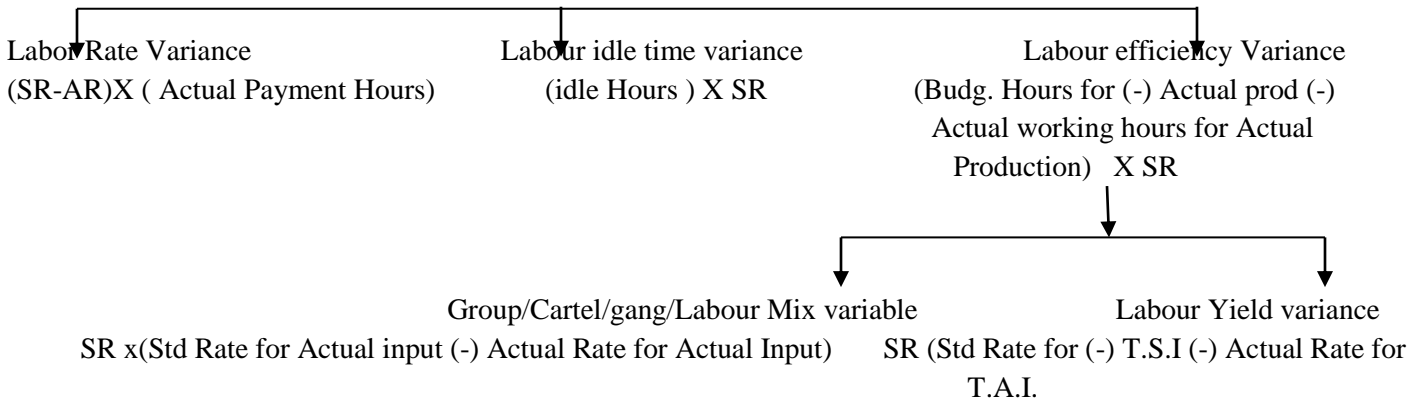 Labor Rate Variance Labour idle time variance Labour efficiency Variance
(SR-AR)X ( Actual Payment Hours) (idle Hours ) X SR (Budg. Hours for (-) Actual prod (-)
Actual working hours for Actual
Production) X SR
Group/Cartel/gang/Labour Mix variable Labour Yield variance
SR x(Std Rate for Actual input (-) Actual Rate for Actual Input) SR (Std Rate for (-) T.S.I (-) Actual Rate for
T.A.I.